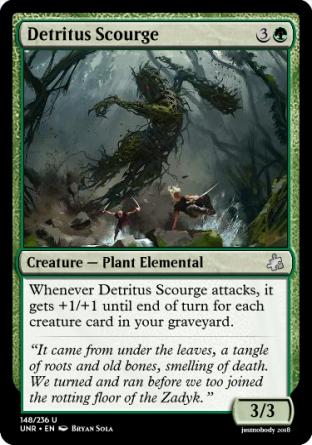 Detritus Scourge 3
Creature — Plant Elemental
Whenever Detritus Scourge attacks, it
gets +1/+1 until end of turn for each
creature card in your graveyard.
"It came from under the leaves, a tangle
of roots and old bones, smelling of death.
We turned and ran before we too joined
the rotting floor of the Zadyk."
3/3
148/236 U
UNR • EN Bryan Sola
justnobody 2018